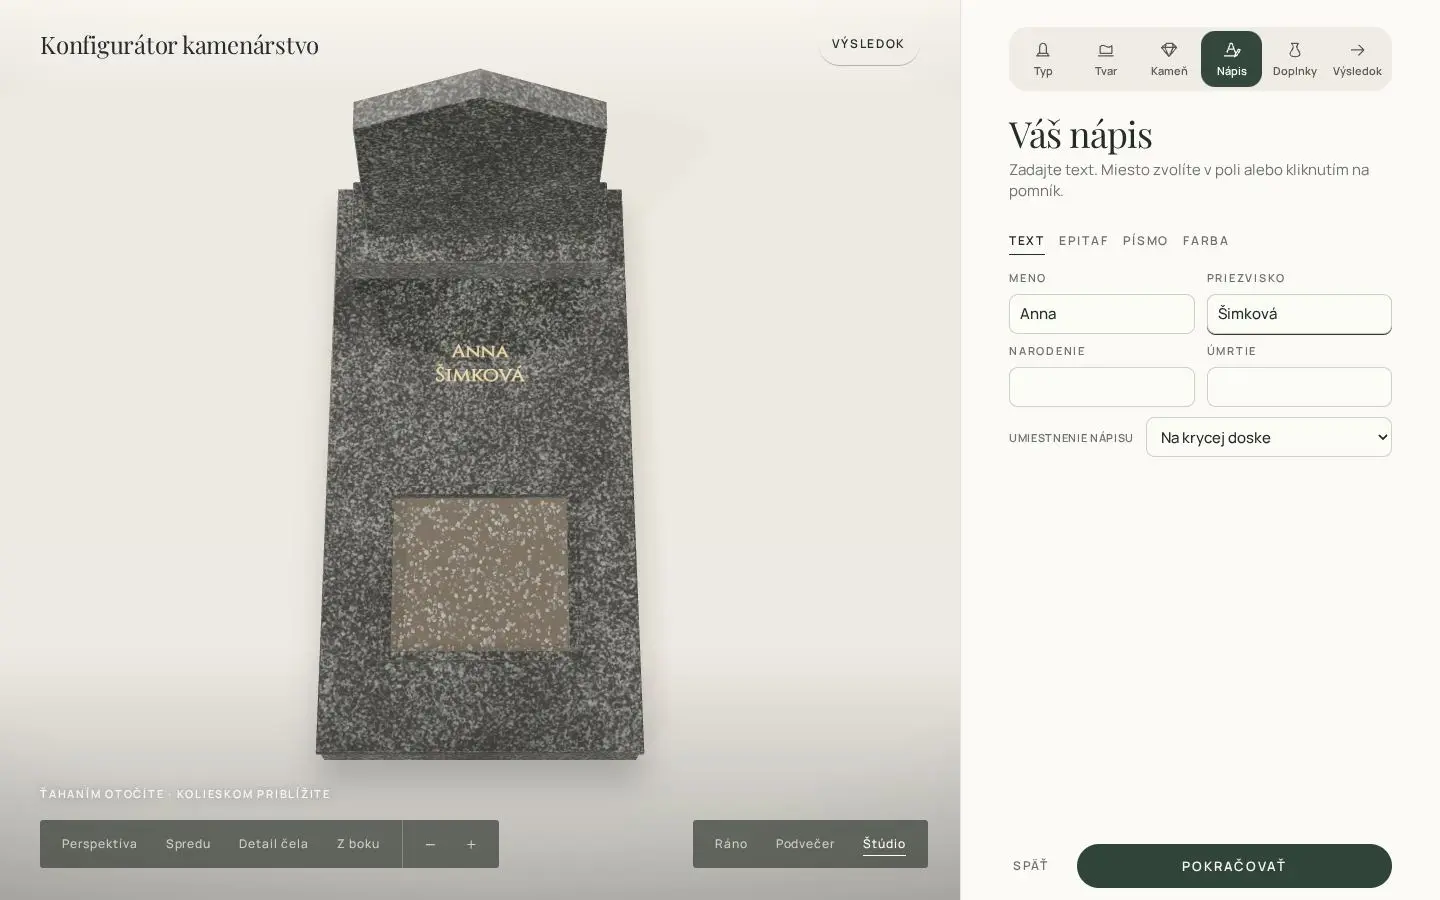 Konfigurátor kamenárstvo
VÝSLEDOK
ANNA
ŠIMKOVÁ
ŤAHANÍM OTOČÍTE · KOLIESKOM PRIBLÍŽITE
Perspektíva Spredu Detail čela Z boku − +
Ráno Podvečer Štúdio
Typ Tvar Kameň Nápis Doplnky Výsledok
Váš nápis
Zadajte text. Miesto zvolíte v poli alebo kliknutím na
pomník.
TEXT EPITAF PÍSMO FARBA
MENO PRIEZVISKO
Anna Šimková
NARODENIE ÚMRTIE
UMIESTNENIE NÁPISU Na krycej doske
SPÄŤ POKRAČOVAŤ